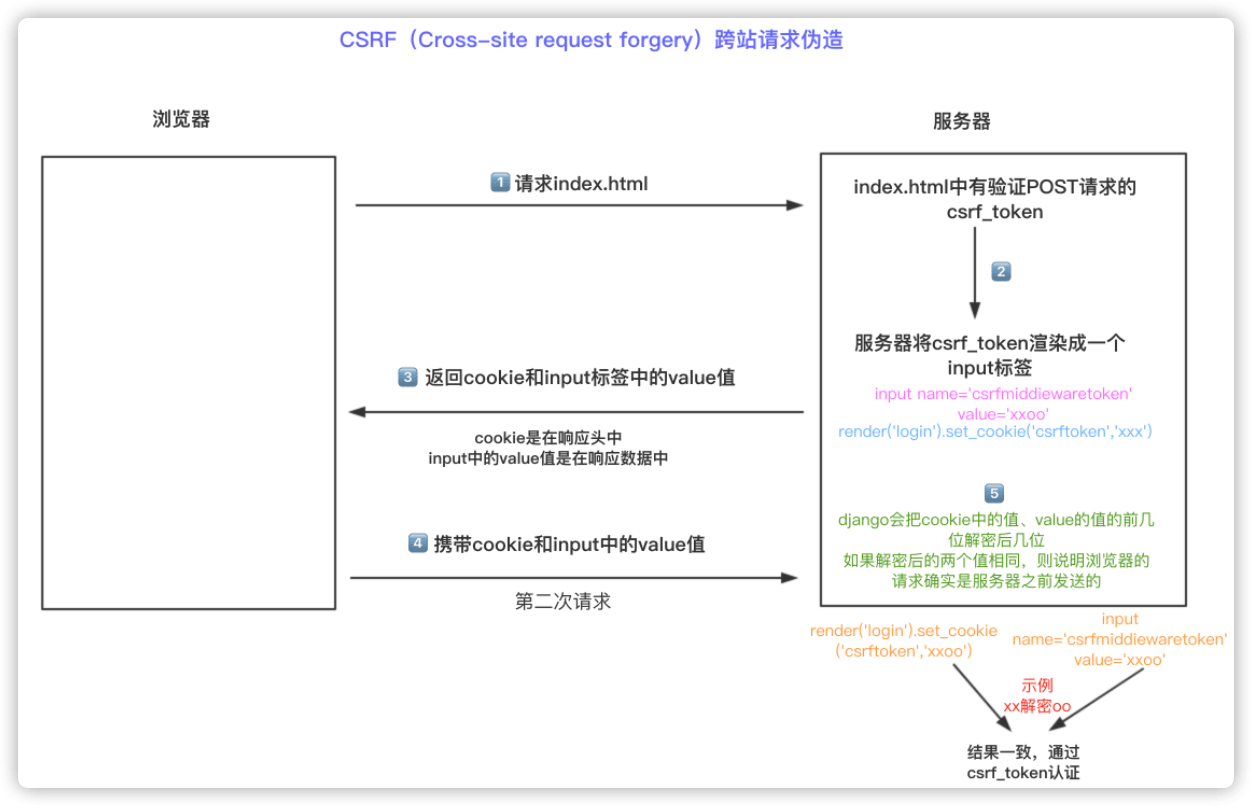 CSRF（Cross-site request forgery）跨站请求伪造
浏览器
服务器
1 请求index.html
index.html中有验证POST请求的
csrf_token
2
服务器将csrf_token渲染成一个
input标签
input name='csrfmiddiewaretoken'
value='xxoo'
render('login').set_cookie('csrftoken','xxx')
3 返回cookie和input标签中的value值
cookie是在响应头中
input中的value值是在响应数据中
4 携带cookie和input中的value值
第二次请求
5
django会把cookie中的值、value的值的前几
位解密后几位
如果解密后的两个值相同，则说明浏览器的
请求确实是服务器之前发送的
render('login').set_cookie
('csrftoken','xxoo')
input
name='csrfmiddiewaretoken'
value='xxoo'
示例
xx解密oo
结果一致，通过
csrf_token认证